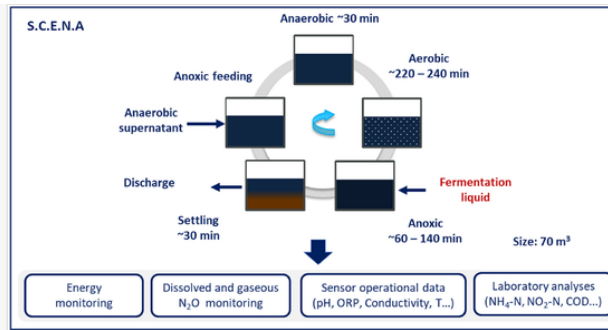 S.C.E.N.A
Anaerobic ~30 min
Anoxic feeding
Aerobic
~220 – 240 min
Anaerobic
supernatant
Discharge
Fermentation
liquid
Settling
~30 min
Anoxic
~60 – 140 min
Size: 70 m³
Energy
monitoring
Dissolved and gaseous
N₂O monitoring
Sensor operational data
(pH, ORP, Conductivity, T...)
Laboratory analyses
(NH₄-N, NO₂-N, COD...)